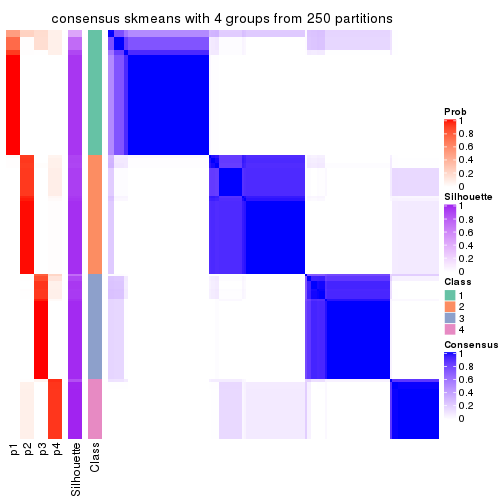 consensus skmeans with 4 groups from 250 partitions
Prob
1
0.8
0.6
0.4
0.2
0
Silhouette
1
0.8
0.6
0.4
0.2
0
Class
1
2
3
4
Consensus
1
0.8
0.6
0.4
0.2
0
p1
p2
p3
p4
Silhouette
Class